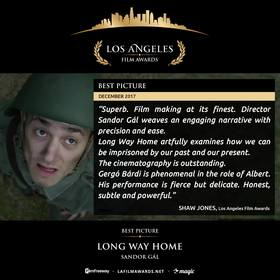 LOS ANGELES
FILM AWARDS
BEST PICTURE
DECEMBER 2017
"Superb. Film making at its finest. Director
Sandor Gál weaves an engaging narrative with
precision and ease.
Long Way Home artfully examines how we can
be imprisoned by our past and our present.
The cinematography is outstanding.
Gergő Bárdi is phenomenal in the role of Albert.
His performance is fierce but delicate. Honest,
subtle and powerful."
SHAW JONES, Los Angeles Film Awards
BEST PICTURE
LONG WAY HOME
SANDOR GÁL
filmfreeway • LAFILMAWARDS.NET • magic